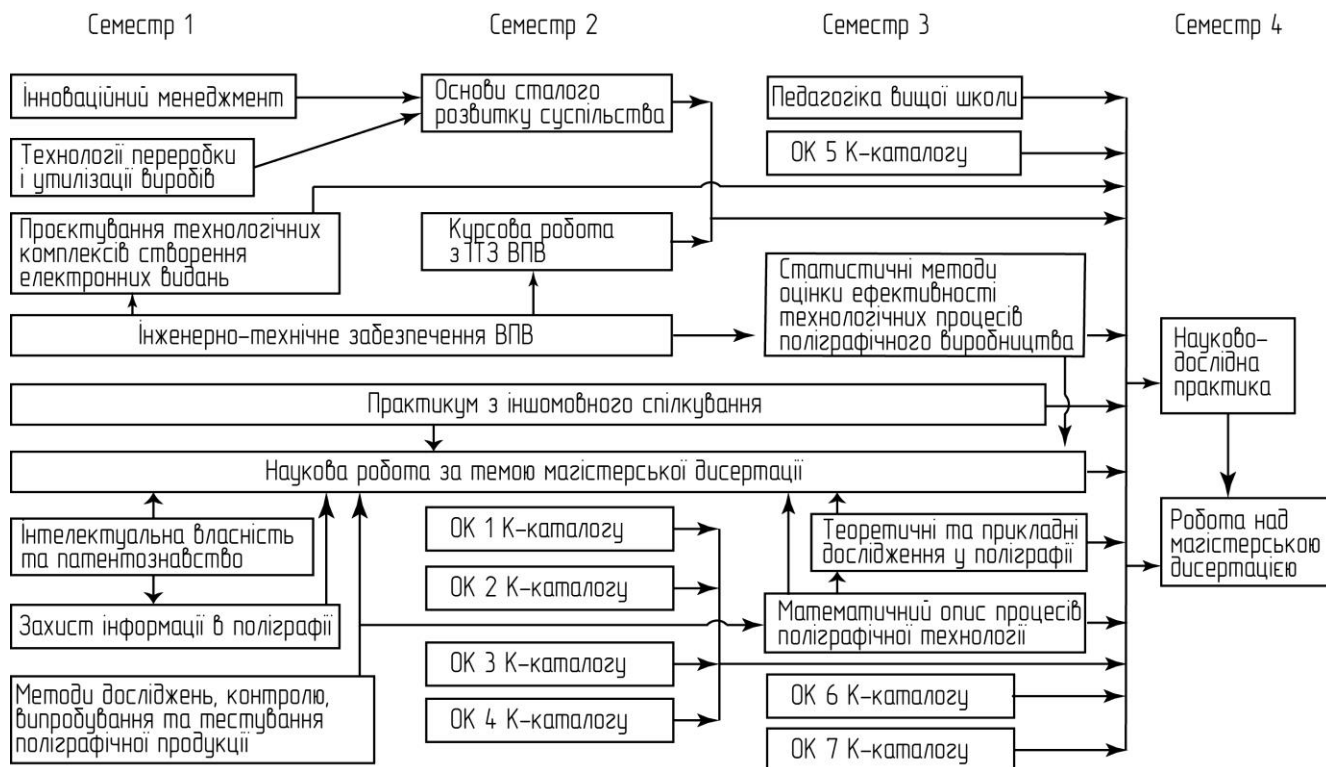 Семестр 1
Семестр 2
Семестр 3
Семестр 4
Інноваційний менеджмент
Технології переробки
і утилізації виробів
Проєктування технологічних
комплексів створення
електронних видань
Основи сталого
розвитку суспільства
Курсова робота
з ІТЗ ВПВ
Інженерно-технічне забезпечення ВПВ
Педагогіка вищої школи
ОК 5 К-каталогу
Статистичні методи
оцінки ефективності
технологічних процесів
поліграфічного виробництва
Практикум з іншомовного спілкування
Наукова робота за темою магістерської дисертації
Інтелектуальна власність
та патентознавство
Захист інформації в поліграфії
Методи досліджень, контролю,
випробування та тестування
поліграфічної продукції
ОК 1 К-каталогу
ОК 2 К-каталогу
ОК 3 К-каталогу
ОК 4 К-каталогу
Теоретичні та прикладні
дослідження у поліграфії
Математичний опис процесів
поліграфічної технології
ОК 6 К-каталогу
ОК 7 К-каталогу
Науково-
дослідна
практика
Робота над
магістерською
дисертацією